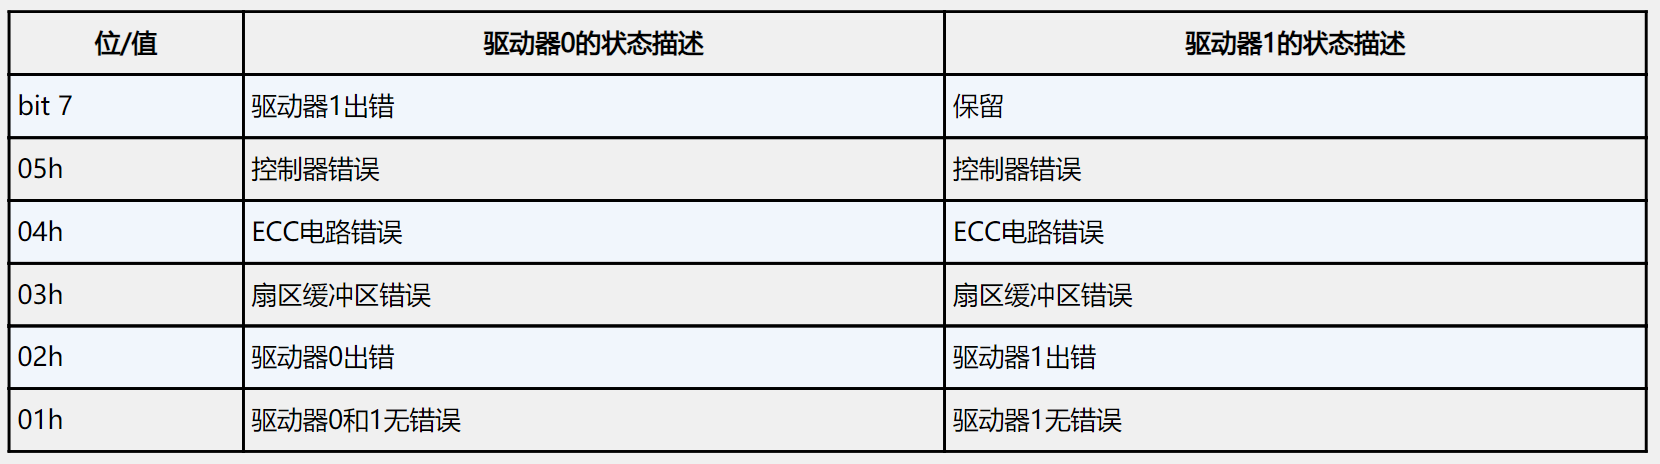 位/值 驱动器0的状态描述 驱动器1的状态描述
bit 7 驱动器1出错 保留
05h 控制器错误 控制器错误
04h ECC电路错误 ECC电路错误
03h 扇区缓冲区错误 扇区缓冲区错误
02h 驱动器0出错 驱动器1出错
01h 驱动器0和1无错误 驱动器1无错误